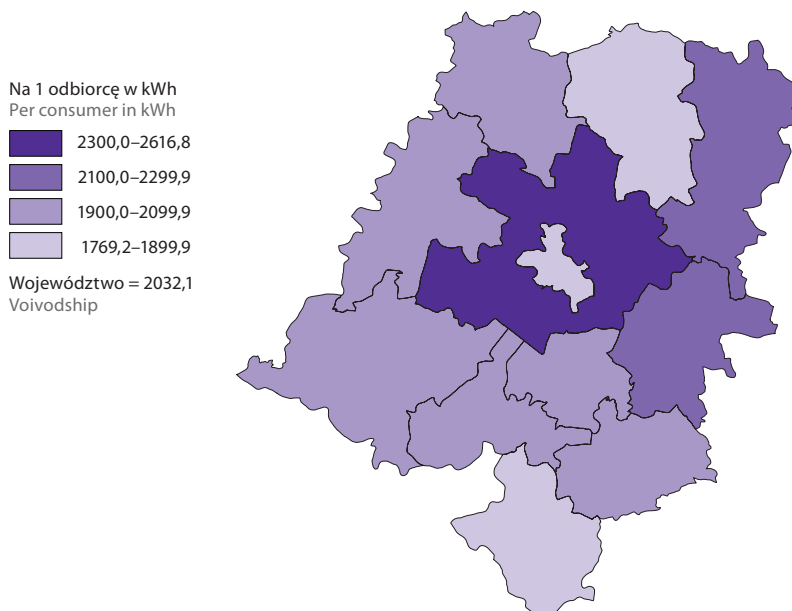 Na 1 odbiorcę w kWh
Per consumer in kWh
2300,0–2616,8
2100,0–2299,9
1900,0–2099,9
1769,2–1899,9
Województwo = 2032,1
Voivodship